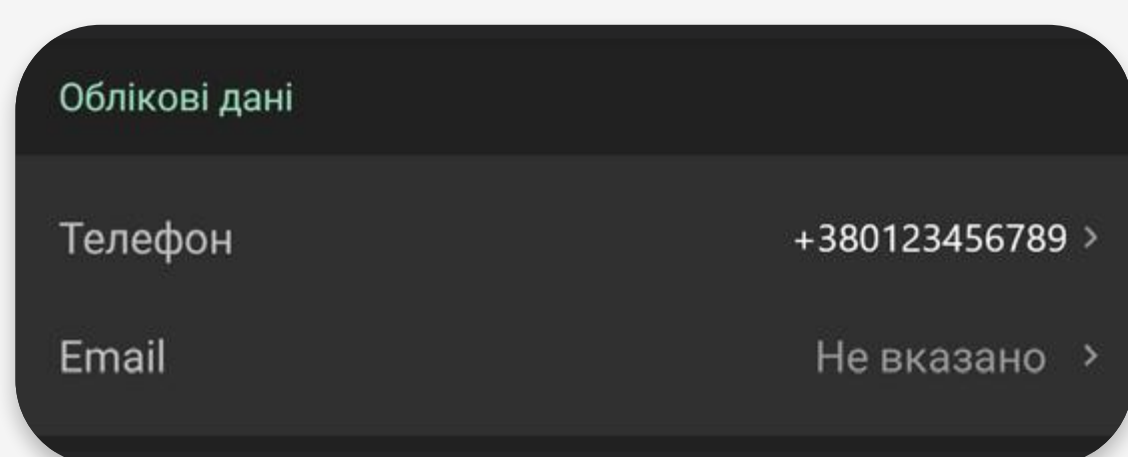 Облікові дані
Телефон +380123456789 >
Email Не вказано >